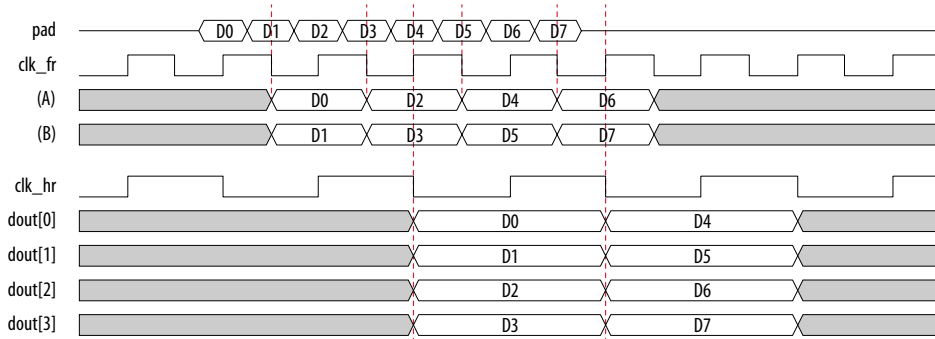 pad D0 D1 D2 D3 D4 D5 D6 D7
clk_fr
(A) D0 D2 D4 D6
(B) D1 D3 D5 D7
clk_hr
dout[0] D0 D4
dout[1] D1 D5
dout[2] D2 D6
dout[3] D3 D7